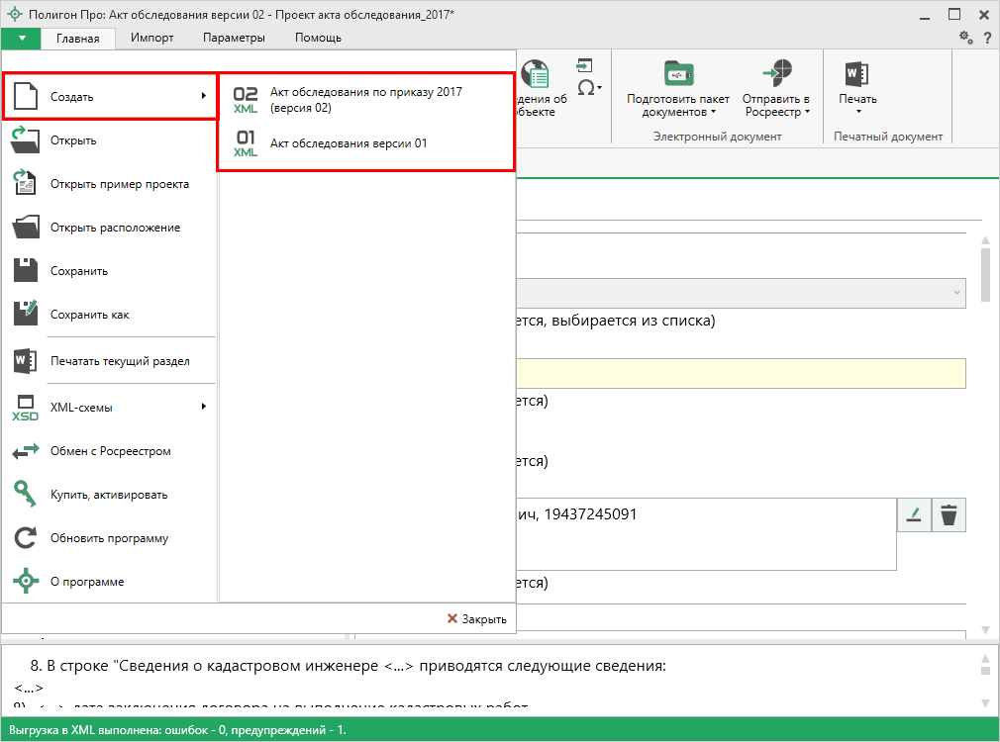 Полигон Про: Акт обследования версии 02 - Проект акта обследования_2017*
Главная
Импорт
Параметры
Помощь
?
Создать
Открыть
Открыть пример проекта
Открыть расположение
Сохранить
Сохранить как
W
Печатать текущий раздел
XSD
XML-схемы
Обмен с Росреестром
Купить, активировать
Обновить программу
О программе
02
XML
Акт обследования по приказу 2017
(версия 02)
01
XML
Акт обследования версии 01
Закрыть
дения об
бъекте
Ω
Подготовить пакет
документов
Отправить в
Росреестр
Электронный документ
W
Печать
Печатный документ
ется, выбирается из списка)
ется)
ется)
ич, 19437245091
ется)
8. В строке "Сведения о кадастровом инженере <...> приводятся следующие сведения:
<...>
8) <...> дата заключения договора на выполнение кадастровых работ
Выгрузка в XML выполнена: ошибок - 0, предупреждений - 1.